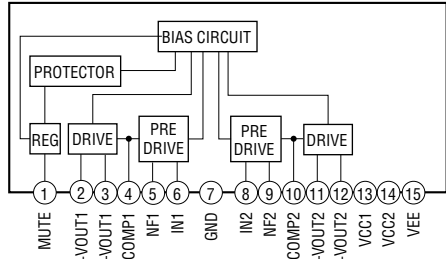 BIAS CIRCUIT
PROTECTOR
REG
DRIVE
PRE
DRIVE
PRE
DRIVE
DRIVE
1
2
3
4
5
6
7
8
9
10
11
12
13
14
15
MUTE
-VOUT1
-VOUT1
COMP1
NF1
IN1
GND
IN2
NF2
COMP2
-VOUT2
-VOUT2
VCC1
VCC2
VEE